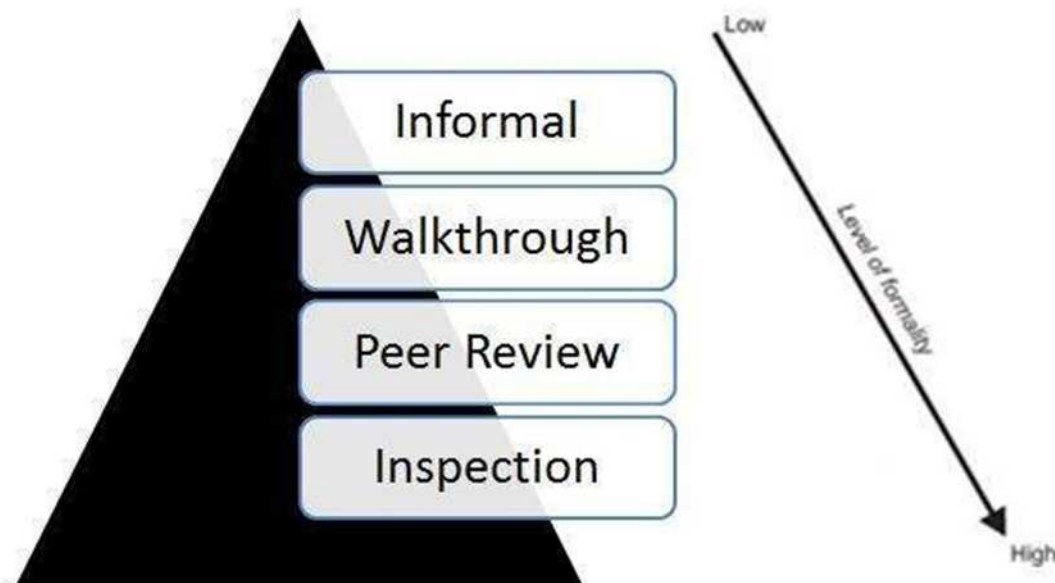 Low
Informal
Walkthrough
Peer Review
Inspection
Level of formality
High